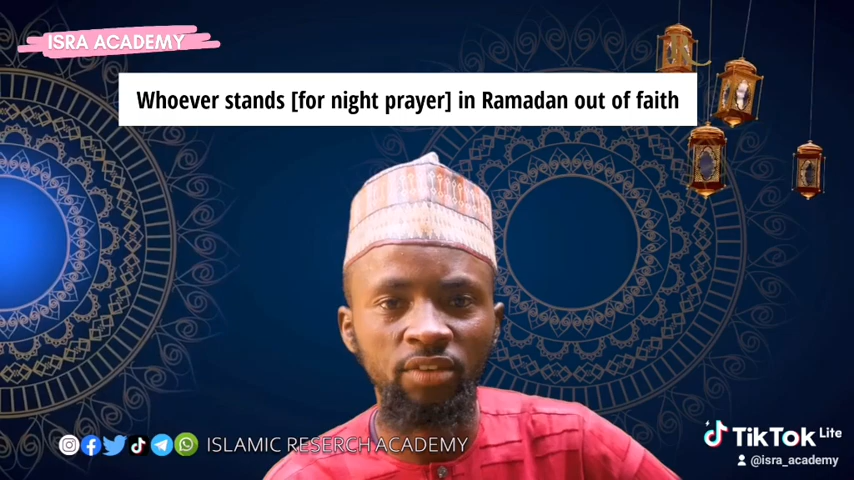 ISRA ACADEMY
Whoever stands [for night prayer] in Ramadan out of faith
ISLAMIC RESERCH ACADEMY
TikTok Lite
@isra_academy